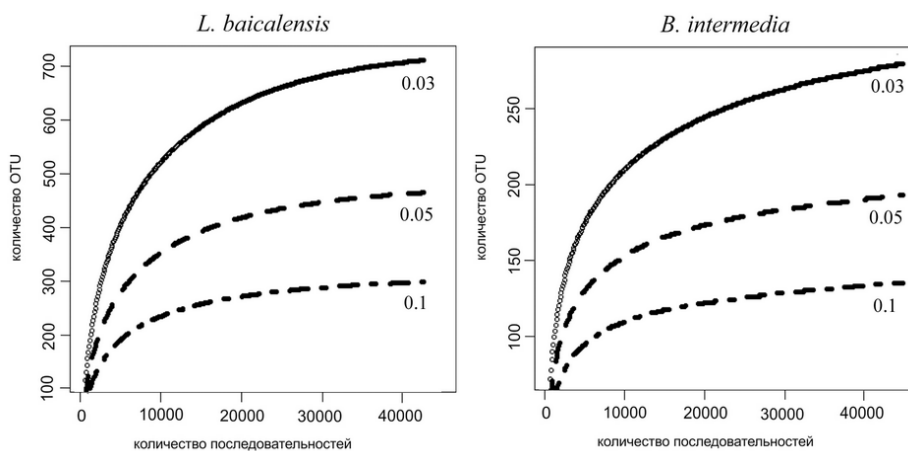 L. baicalensis
700
600
500
400
300
200
100
количество OTU
0.03
0.05
0.1
0 10000 20000 30000 40000
количество последовательностей
B. intermedia
250
200
150
100
количество OTU
0.03
0.05
0.1
0 10000 20000 30000 40000
количество последовательностей